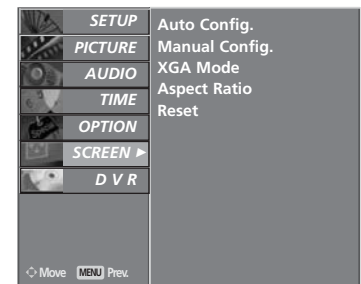 SETUP
PICTURE
AUDIO
TIME
OPTION
SCREEN ►
D V R
Auto Config.
Manual Config.
XGA Mode
Aspect Ratio
Reset
Move MENU Prev.